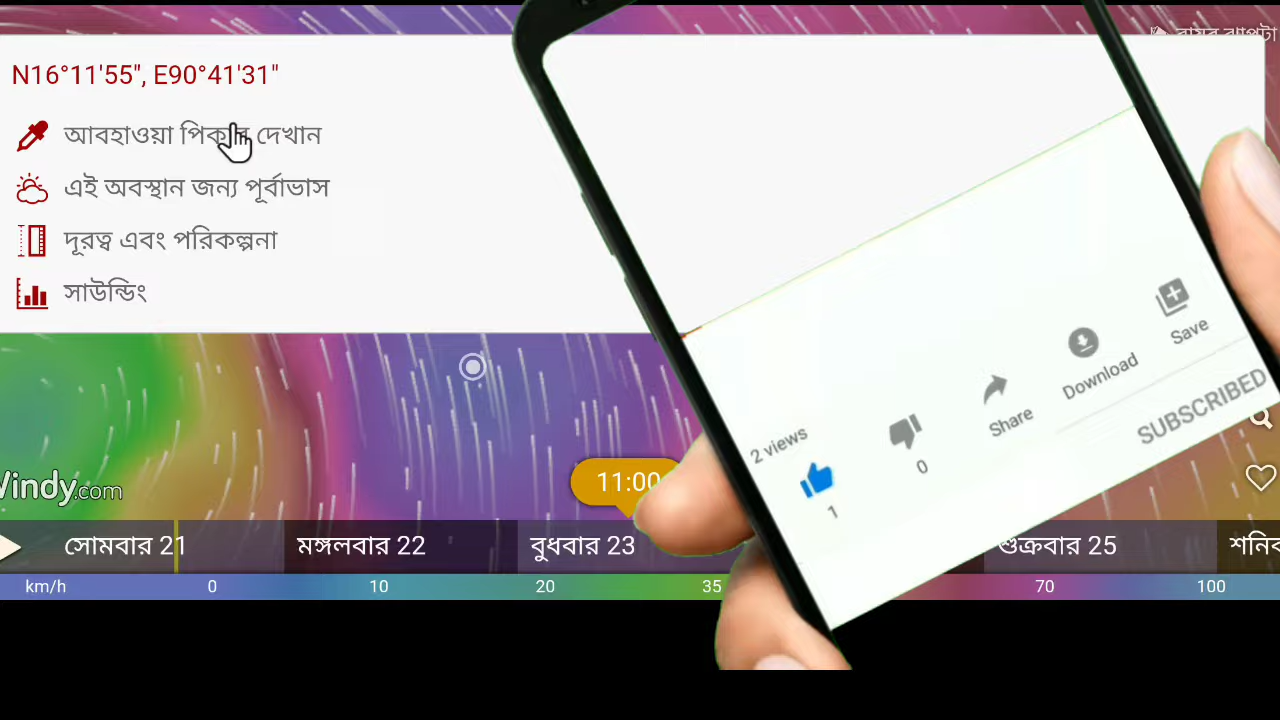 N16°11'55", E90°41'31"
আবহাওয়া পিকার দেখান
এই অবস্থান জন্য পূর্বাভাস
দূরত্ব এবং পরিকল্পনা
সাউন্ডিং
2 views
1
0
Share
Download
Save
SUBSCRIBED
Windy.com
11:00
সোমবার 21
মঙ্গলবার 22
বুধবার 23
শুক্রবার 25
km/h 0 10 20 35 70 100